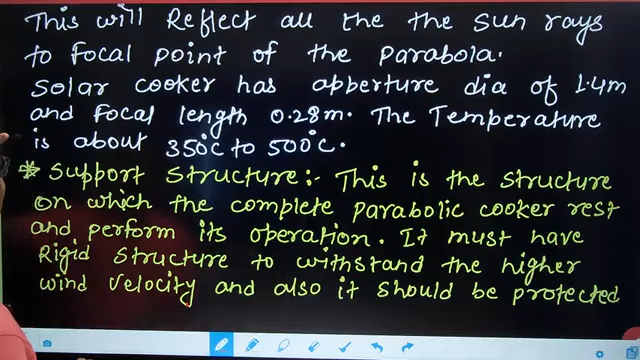 This will Reflect all the the sun rays
to focal point of the parabola.
Solar cooker has apperture dia of 1.4m
and focal length 0.28m. The Temperature
is about 350°C to 500°C.
* Support Structure:- This is the structure
on which the complete parabolic cooker rest
and perform its operation. It must have
Rigid structure to withstand the higher
wind velocity and also it should be protected